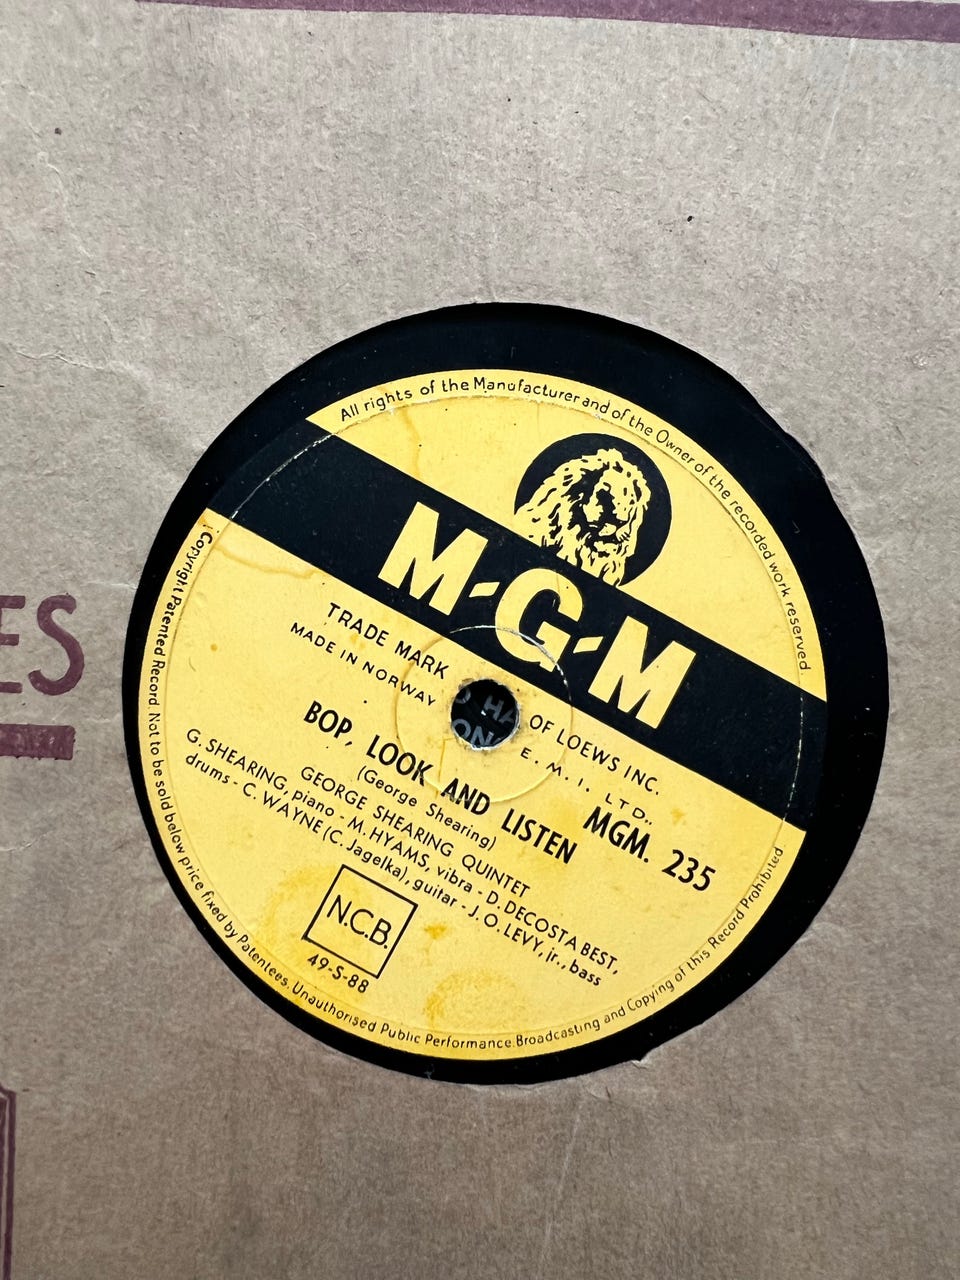 All rights of the Manufacturer and of the Owner of the recorded work reserved.
M-G-M
TRADE MARK OF LOEWS INC.
MADE IN NORWAY E. M. I. LTD..
MGM. 235
BOP, LOOK AND LISTEN
(George Shearing)
GEORGE SHEARING QUINTET
G. SHEARING, piano - M. HYAMS, vibra - D. DECOSTA BEST,
drums - C. WAYNE (C. Jagelka), guitar - J. O. LEVY, jr., bass
N.C.B.
49-S-88
Copyright Patented Record. Not to be sold below price fixed by Patentees. Unauthorised Public Performance. Broadcasting and Copying of this Record Prohibited
ES
HA
ON